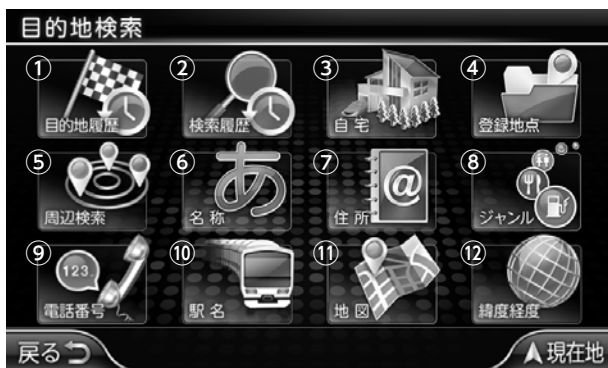 目的地検索
① 目的地履歴
② 検索履歴
③ 自宅
④ 登録地点
⑤ 周辺検索
⑥ あ 名称
⑦ @ 住所
⑧ ジャンル
⑨ 123.. 電話番号
⑩ 駅名
⑪ 地図
⑫ 緯度経度
戻る
現在地